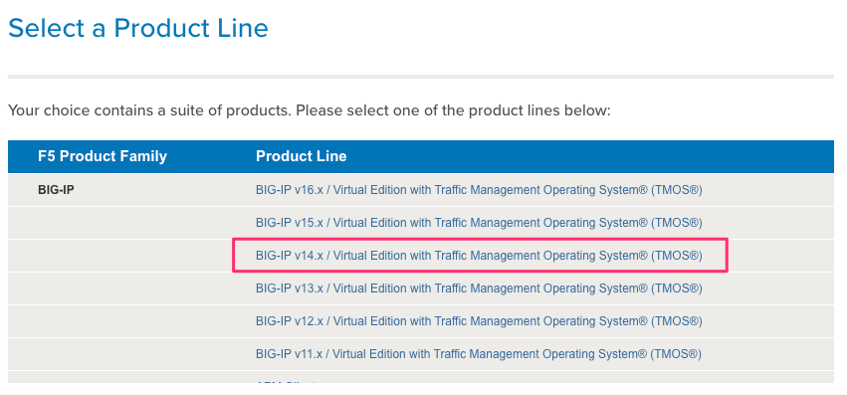 Select a Product Line
Your choice contains a suite of products. Please select one of the product lines below:
F5 Product Family Product Line
BIG-IP BIG-IP v16.x / Virtual Edition with Traffic Management Operating System® (TMOS®)
BIG-IP v15.x / Virtual Edition with Traffic Management Operating System® (TMOS®)
BIG-IP v14.x / Virtual Edition with Traffic Management Operating System® (TMOS®)
BIG-IP v13.x / Virtual Edition with Traffic Management Operating System® (TMOS®)
BIG-IP v12.x / Virtual Edition with Traffic Management Operating System® (TMOS®)
BIG-IP v11.x / Virtual Edition with Traffic Management Operating System® (TMOS®)